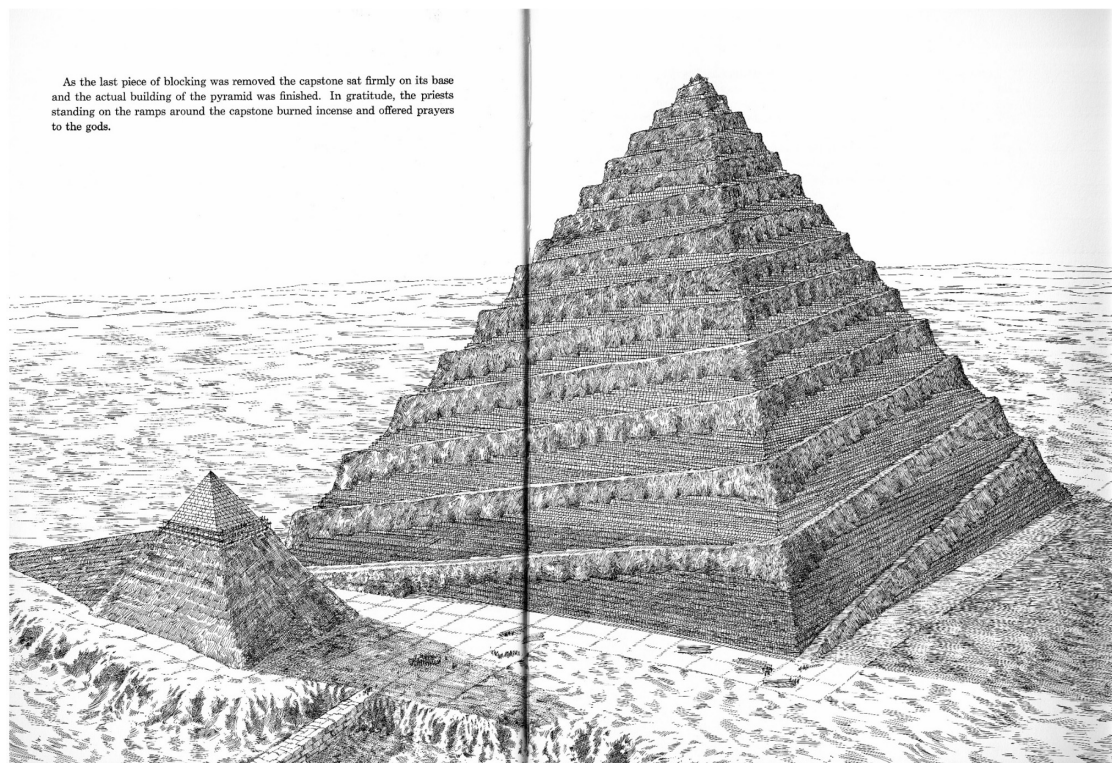 As the last piece of blocking was removed the capstone sat firmly on its base
and the actual building of the pyramid was finished. In gratitude, the priests
standing on the ramps around the capstone burned incense and offered prayers
to the gods.